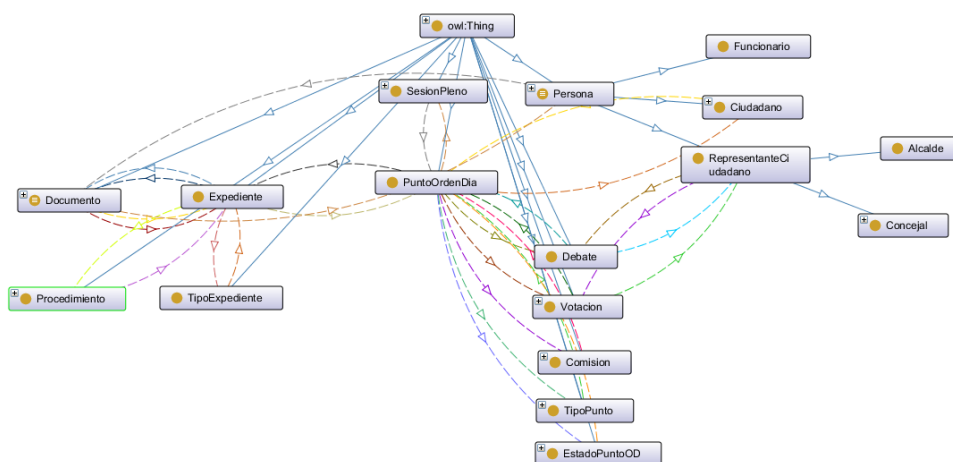 owl:Thing
Funcionario
SesionPleno
Persona
Ciudadano
Alcalde
RepresentanteCi
udadano
PuntoOrdenDia
Documento
Expediente
Concejal
Debate
Procedimiento
TipoExpediente
Votacion
Comision
TipoPunto
EstadoPuntoOD